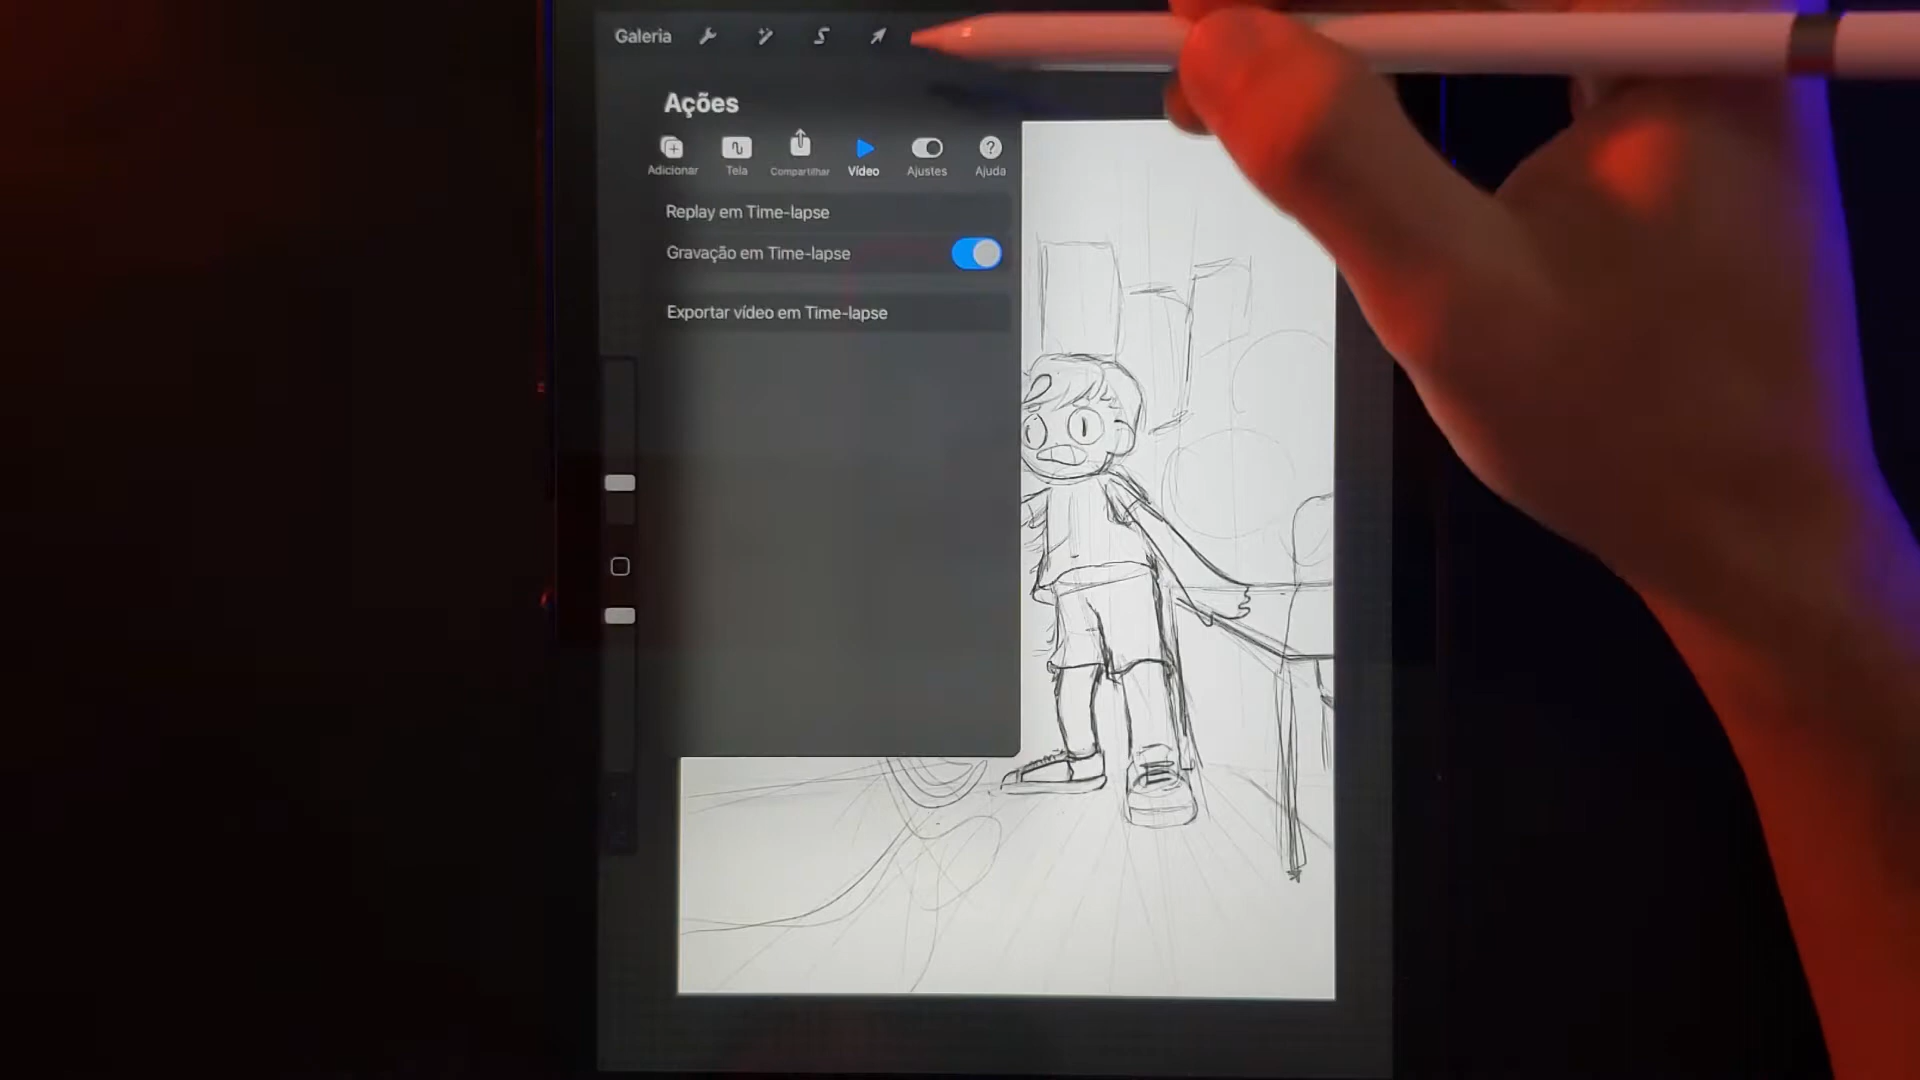 Galeria
Ações
Adicionar Tela Compartilhar Vídeo Ajustes Ajuda
Replay em Time-lapse
Gravação em Time-lapse
Exportar vídeo em Time-lapse